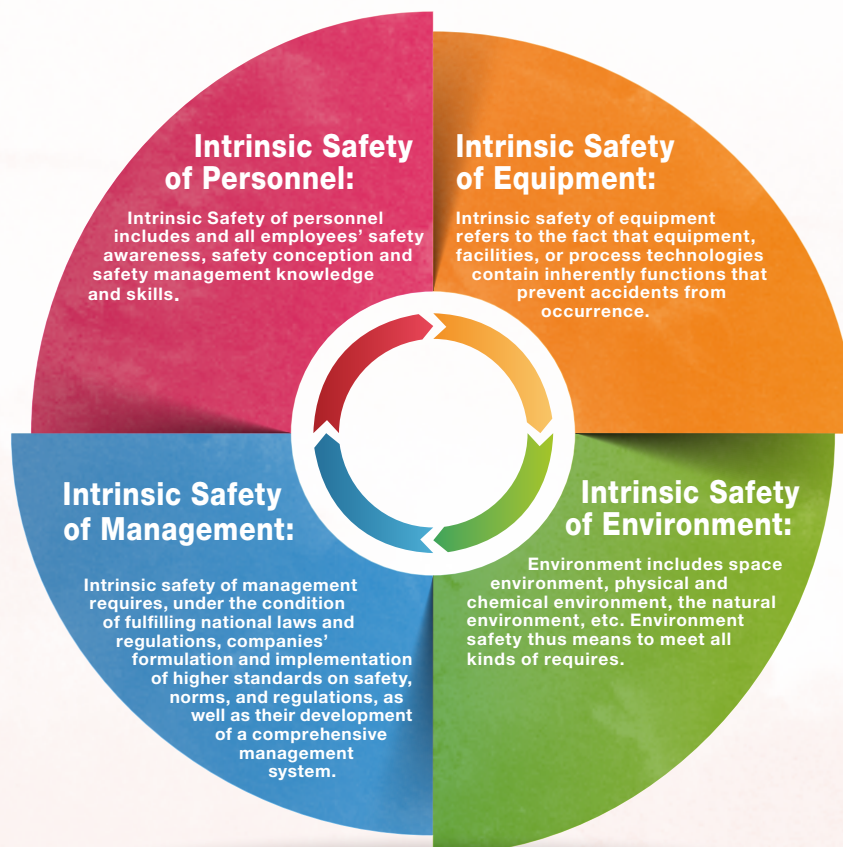 Intrinsic Safety
of Personnel:
Intrinsic Safety of personnel
includes and all employees’ safety
awareness, safety conception and
safety management knowledge
and skills.
Intrinsic Safety
of Equipment:
Intrinsic safety of equipment
refers to the fact that equipment,
facilities, or process technologies
contain inherently functions that
prevent accidents from
occurrence.
Intrinsic Safety
of Management:
Intrinsic safety of management
requires, under the condition
of fulfilling national laws and
regulations, companies’
formulation and implementation
of higher standards on safety,
norms, and regulations, as
well as their development
of a comprehensive
management
system.
Intrinsic Safety
of Environment:
Environment includes space
environment, physical and
chemical environment, the natural
environment, etc. Environment
safety thus means to meet all
kinds of requires.